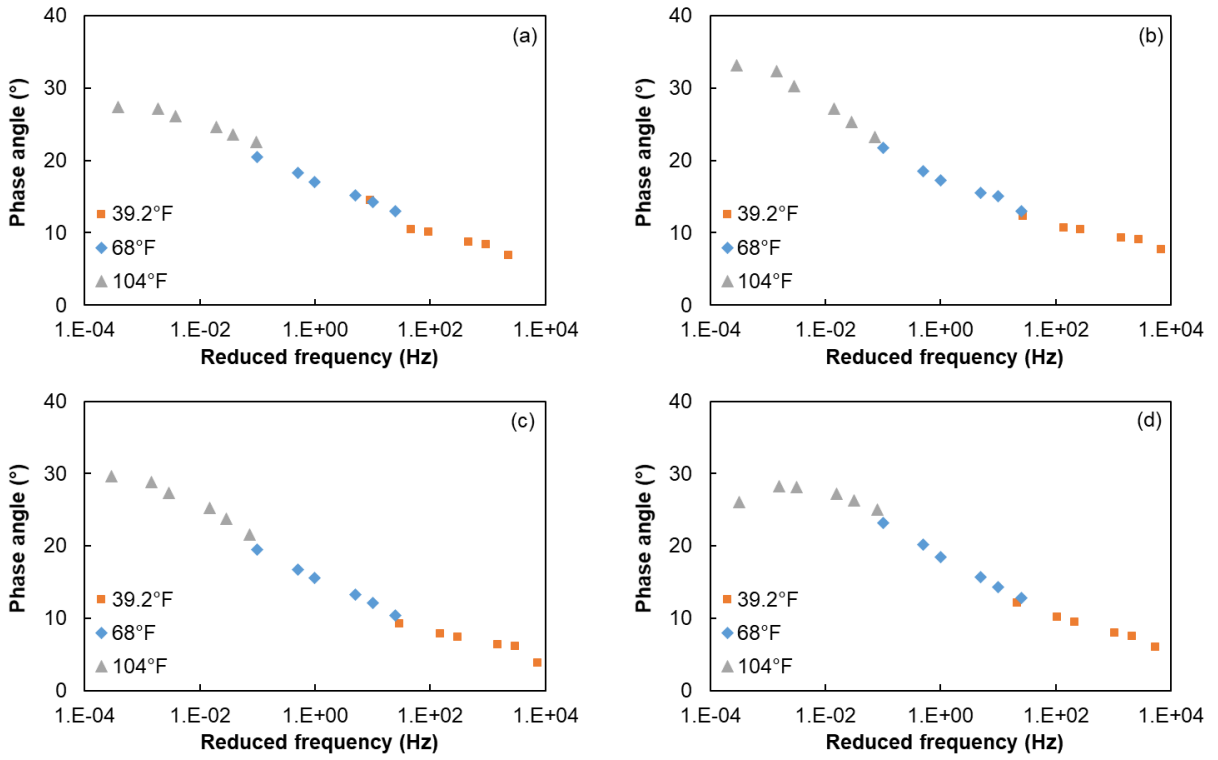 (a)
Phase angle (°)
40
30
20
10
0
39.2°F
68°F
104°F
1.E-04 1.E-02 1.E+00 1.E+02 1.E+04
Reduced frequency (Hz)
(b)
Phase angle (°)
40
30
20
10
0
39.2°F
68°F
104°F
1.E-04 1.E-02 1.E+00 1.E+02 1.E+04
Reduced frequency (Hz)
(c)
Phase angle (°)
40
30
20
10
0
39.2°F
68°F
104°F
1.E-04 1.E-02 1.E+00 1.E+02 1.E+04
Reduced frequency (Hz)
(d)
Phase angle (°)
40
30
20
10
0
39.2°F
68°F
104°F
1.E-04 1.E-02 1.E+00 1.E+02 1.E+04
Reduced frequency (Hz)